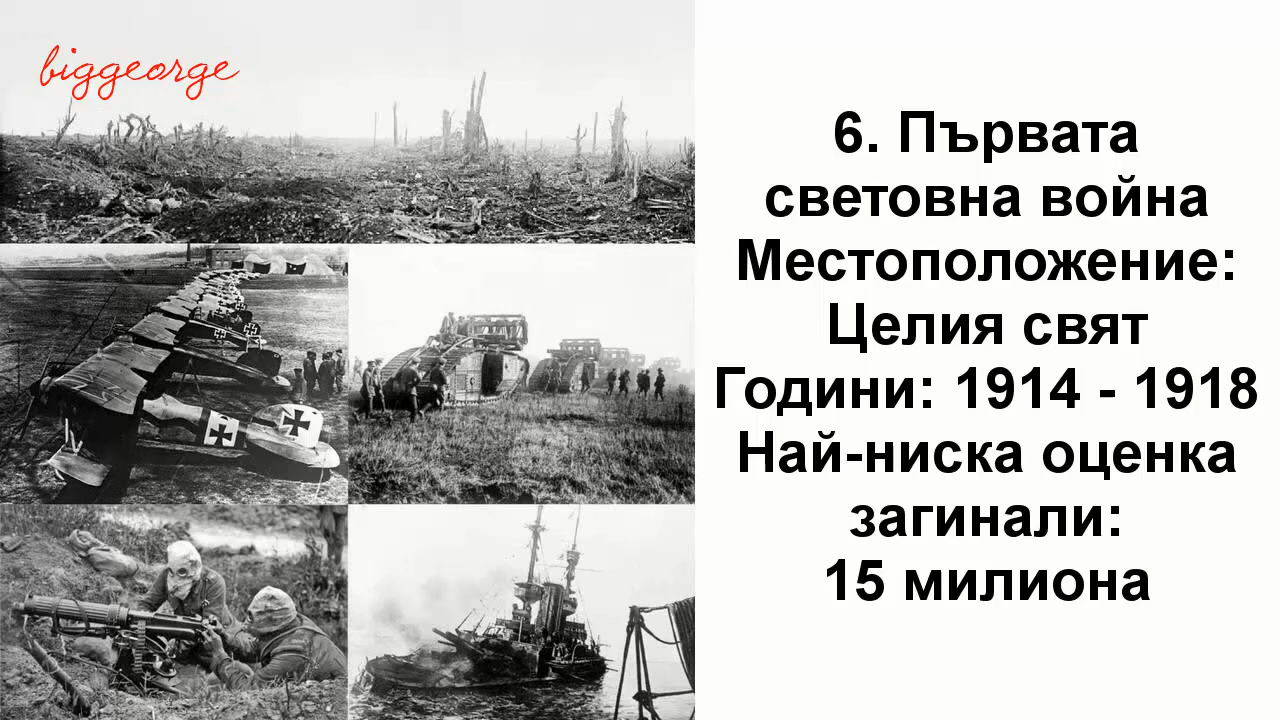 biggeorge
6. Първата
световна война
Местоположение:
Целия свят
Години: 1914 - 1918
Най-ниска оценка
загинали:
15 милиона